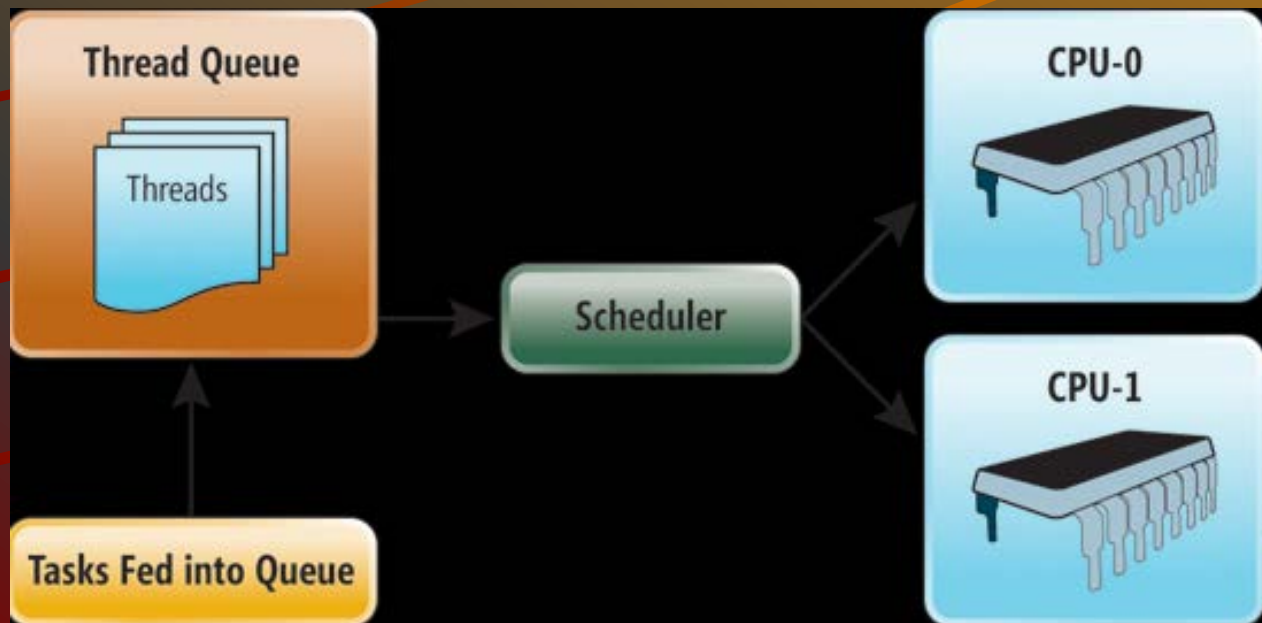 Thread Queue
Threads
Tasks Fed into Queue
Scheduler
CPU-0
CPU-1